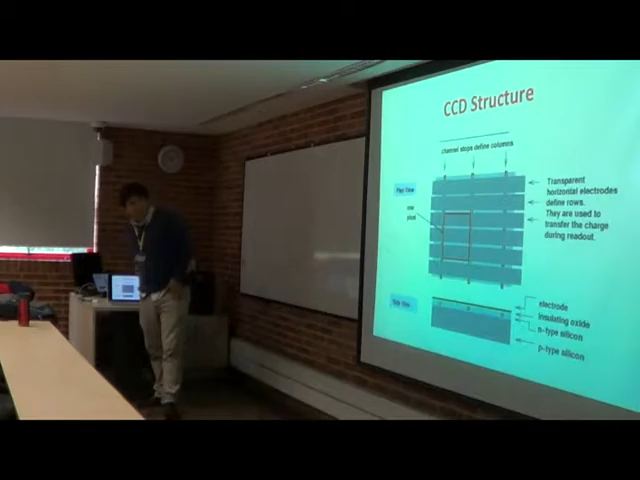 CCD Structure
channel stops define columns
Plan View
one
pixel
Transparent
horizontal electrodes
define rows.
They are used to
transfer the charge
during readout.
Side View
electrode
insulating oxide
n-type silicon
p-type silicon